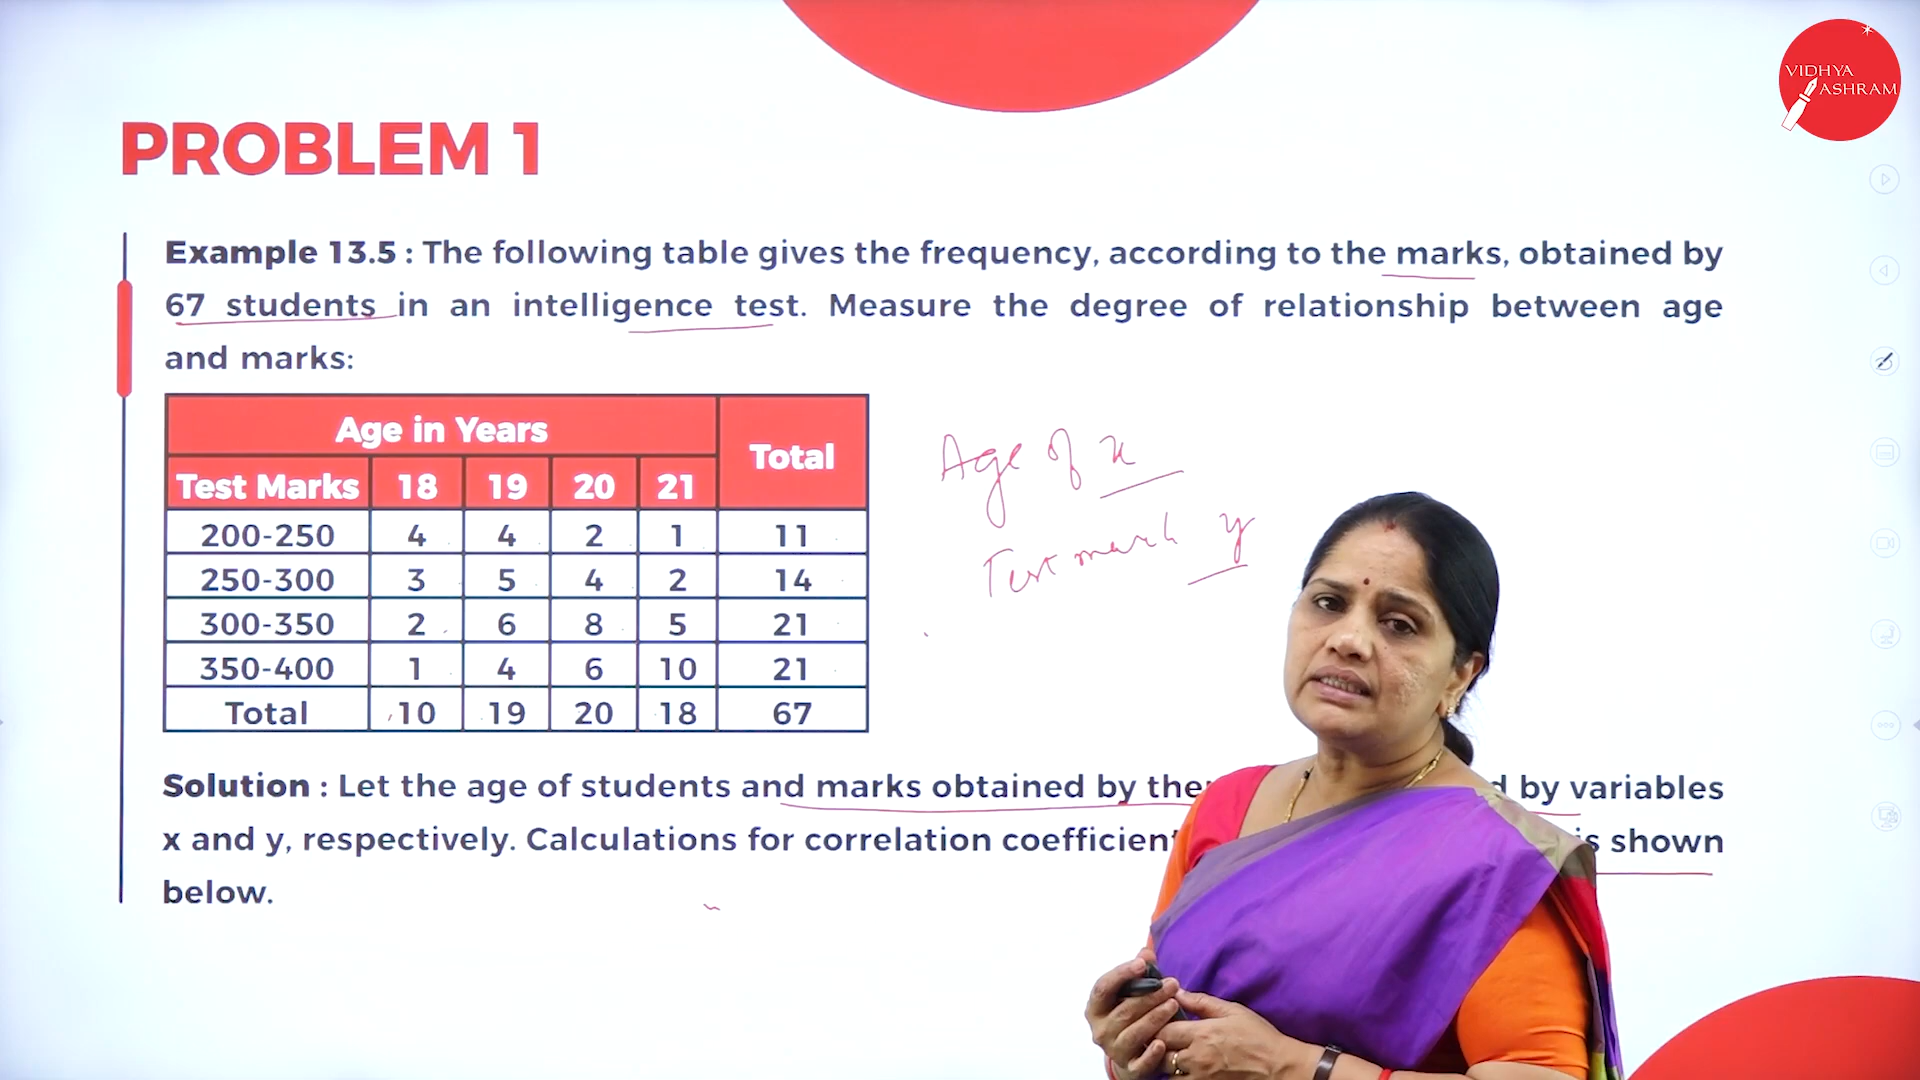 VIDHYA
ASHRAM
PROBLEM 1
Example 13.5 : The following table gives the frequency, according to the marks, obtained by
67 students in an intelligence test. Measure the degree of relationship between age
and marks:
Age in Years Total
Test Marks 18 19 20 21
200-250 4 4 2 1 11
250-300 3 5 4 2 14
300-350 2 6 8 5 21
350-400 1 4 6 10 21
Total 10 19 20 18 67
Age of x
Test mark y
Solution : Let the age of students and marks obtained by by variables
x and y, respectively. Calculations for correlation shown
below.